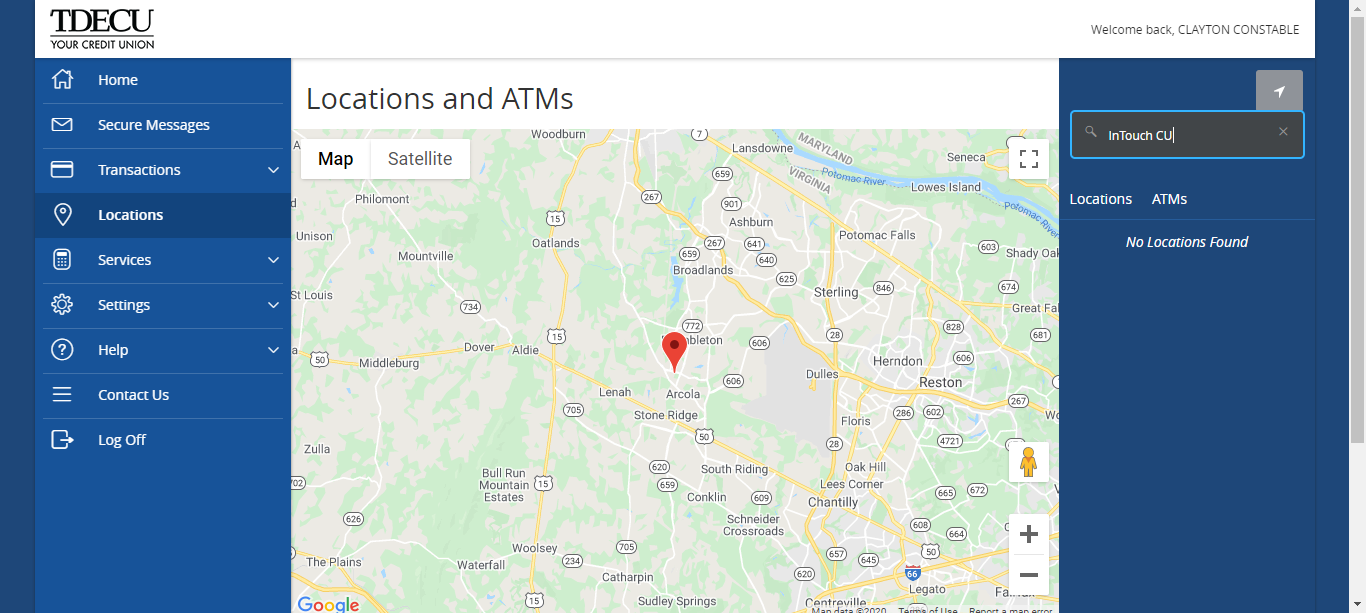 TDECU
YOUR CREDIT UNION
Welcome back, CLAYTON CONSTABLE
Home
Secure Messages
Transactions
Locations
Services
Settings
Help
Contact Us
Log Off
Locations and ATMs
Map
Satellite
InTouch CU
Locations ATMs
No Locations Found
Woodburn
7
Lansdowne
MARYLAND
VIRGINIA
Potomac River
Seneca
Lowes Island
Potomac River
659
267
901
Philomont
15
Ashburn
Unison
Oatlands
267
641
Potomac Falls
603
Shady Oak
Mountville
659
640
Broadlands
625
St Louis
Sterling
846
674
734
Great Fal
15
772
28
828
681
606
Dover
Aldie
50
Middleburg
Herndon
606
Dulles
Reston
606
Lenah
Arcola
267
705
Stone Ridge
286
602
Floris
50
28
4721
Zulla
620
South Riding
Oak Hill
Bull Run
Mountain
Estates
15
659
Lees Corner
702
Conklin
609
Chantilly
665
672
626
Schneider
Crossroads
608
664
Woolsey
705
657
645
50
The Plains
Waterfall
234
Catharpin
620
66
Legato
15
Sudley Springs
Centreville
Google
Map data ©2020
Terms of Use
Report a map error